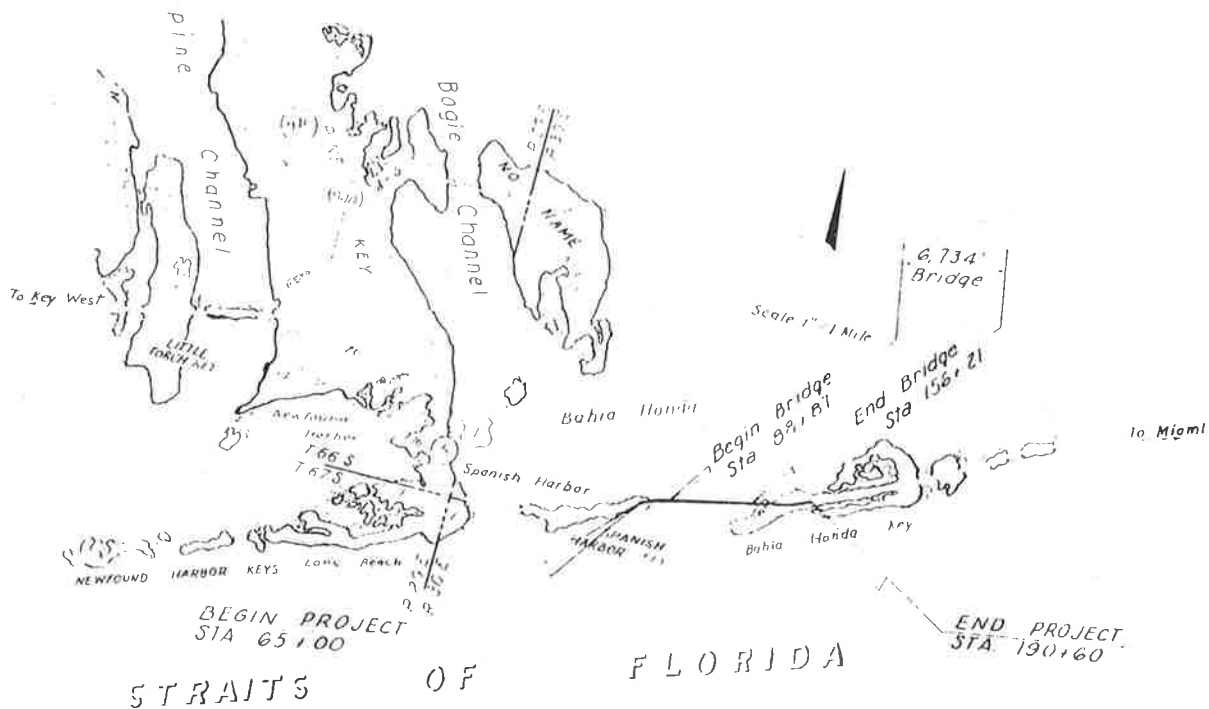 Pine
Channel
Bogie
Channel
KEY
NO
NAME
To Key West
LITTLE
TORCH KEY
6,734'
Bridge
Scale 1" = 1 Mile
Newfound
Harbor
Bahia Honda
Begin Bridge
Sta
End Bridge
Sta 156+21
To Miami
T 66 S
T 67 S
Spanish Harbor
SPANISH
HARBOR
Bahia Honda Key
NEWFOUND HARBOR KEYS Long Beach
BEGIN PROJECT
STA 65+00
END PROJECT
STA. 190+60
STRAITS OF FLORIDA